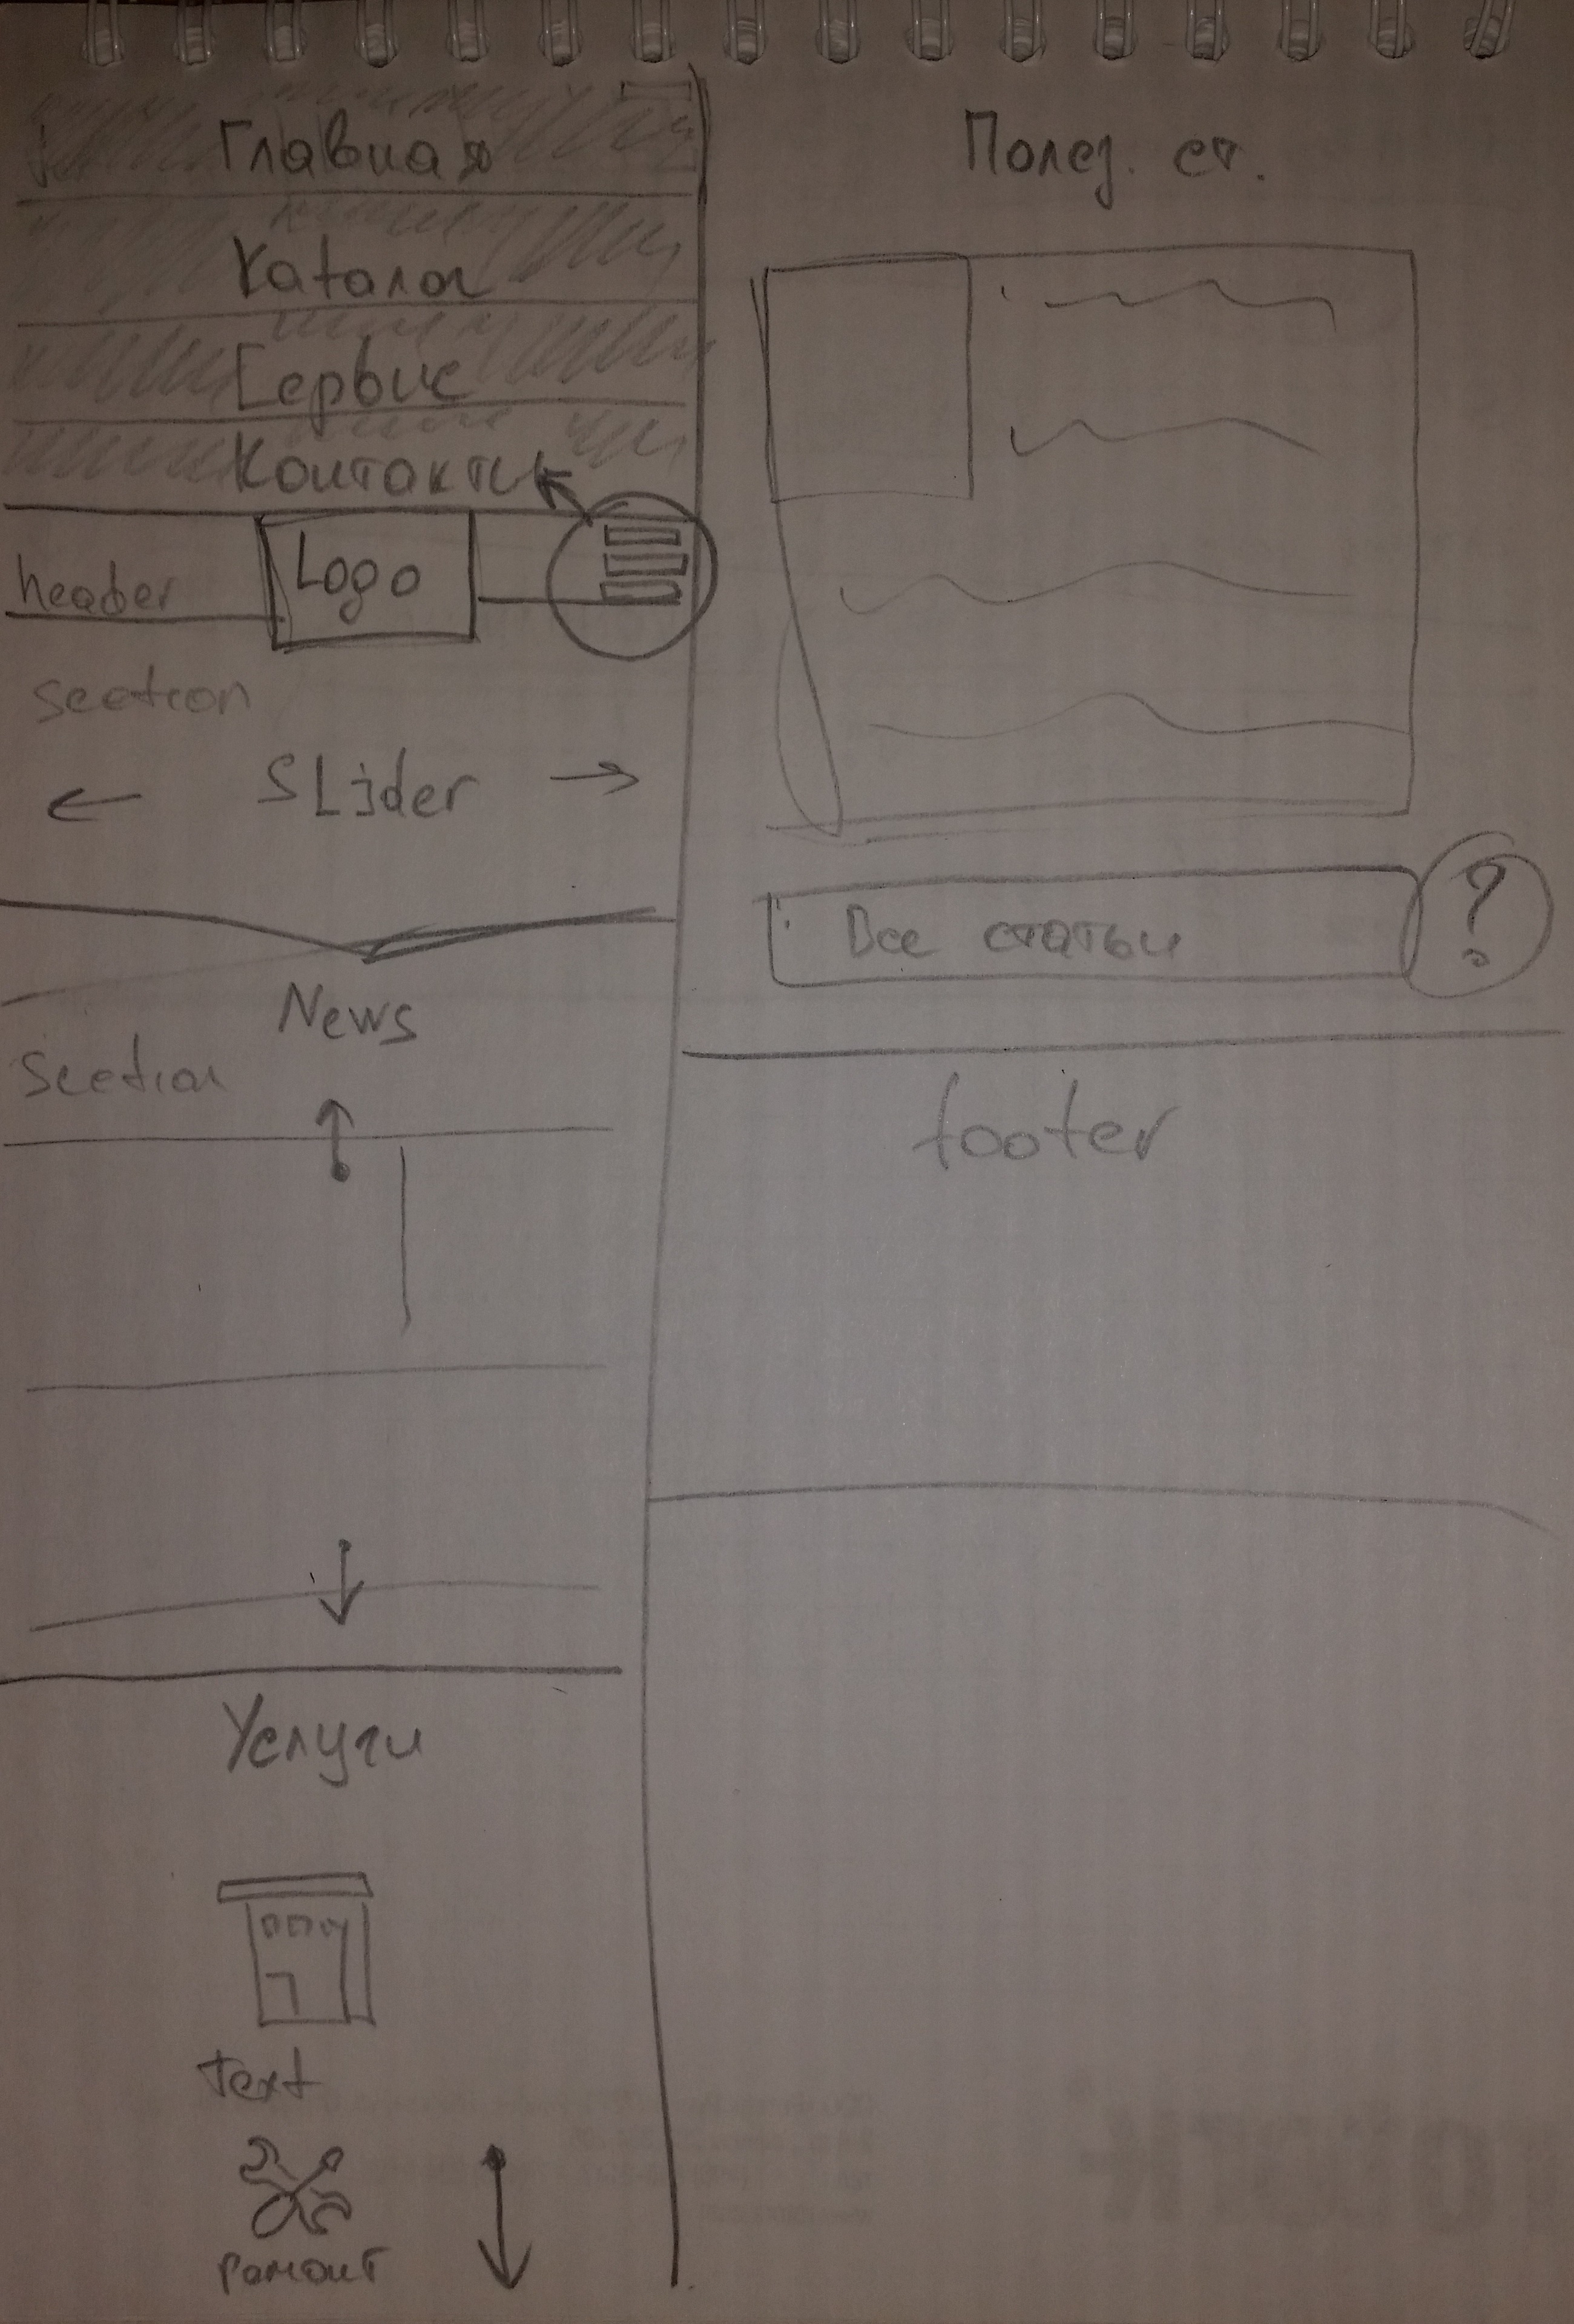 Главная
Каталог
Сервис
Контакты
header
Logo
section
← SLider →
News
Section
Услуги
Text
ремонт
Полез. ст.
Все статьи
?
footer